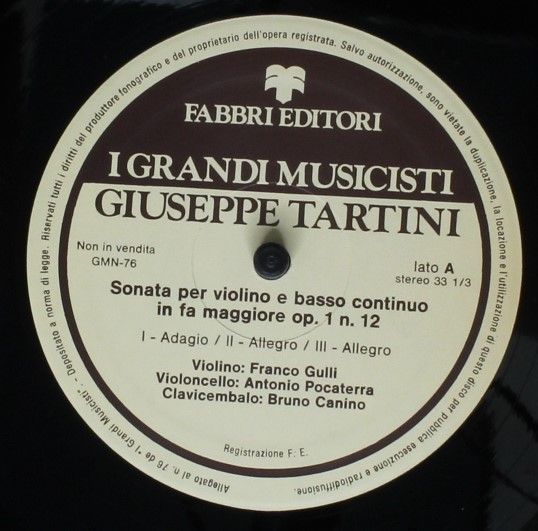 FABBRI EDITORI
I GRANDI MUSICISTI
GIUSEPPE TARTINI
Non in vendita
GMN-76
lato A
stereo 33 1/3
Sonata per violino e basso continuo
in fa maggiore op. 1 n. 12
I - Adagio / II - Allegro / III - Allegro
Violino: Franco Gulli
Violoncello: Antonio Pocaterra
Clavicembalo: Bruno Canino
Registrazione F. E.
Allegato al n. 76 de "I Grandi Musicisti" - Depositato a norma di legge. Riservati tutti i diritti del produttore fonografico e del proprietario dell'opera registrata. Salvo autorizzazione, sono vietate la duplicazione, la locazione e l'utilizzazione di questo disco per pubblica esecuzione e radiodiffusione.